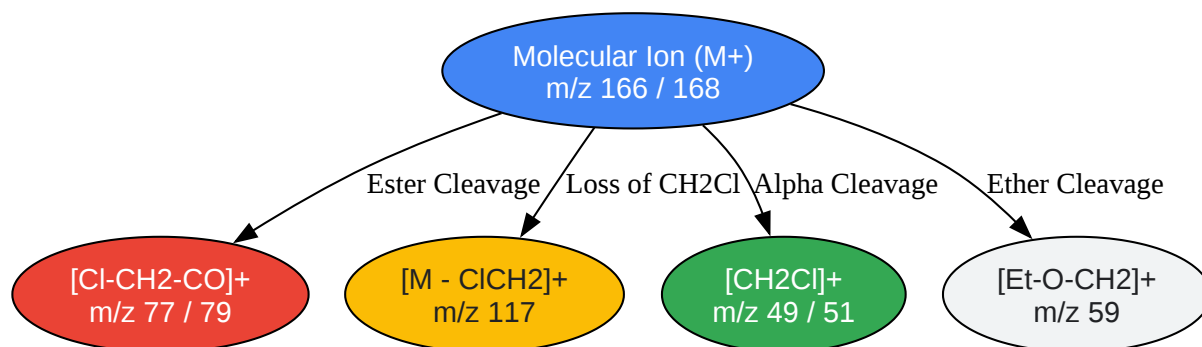 Molecular Ion (M+)
m/z 166 / 168
Ester Cleavage
Loss of CH2Cl
Alpha Cleavage
Ether Cleavage
[Cl-CH2-CO]+
m/z 77 / 79
[M - ClCH2]+
m/z 117
[CH2Cl]+
m/z 49 / 51
[Et-O-CH2]+
m/z 59